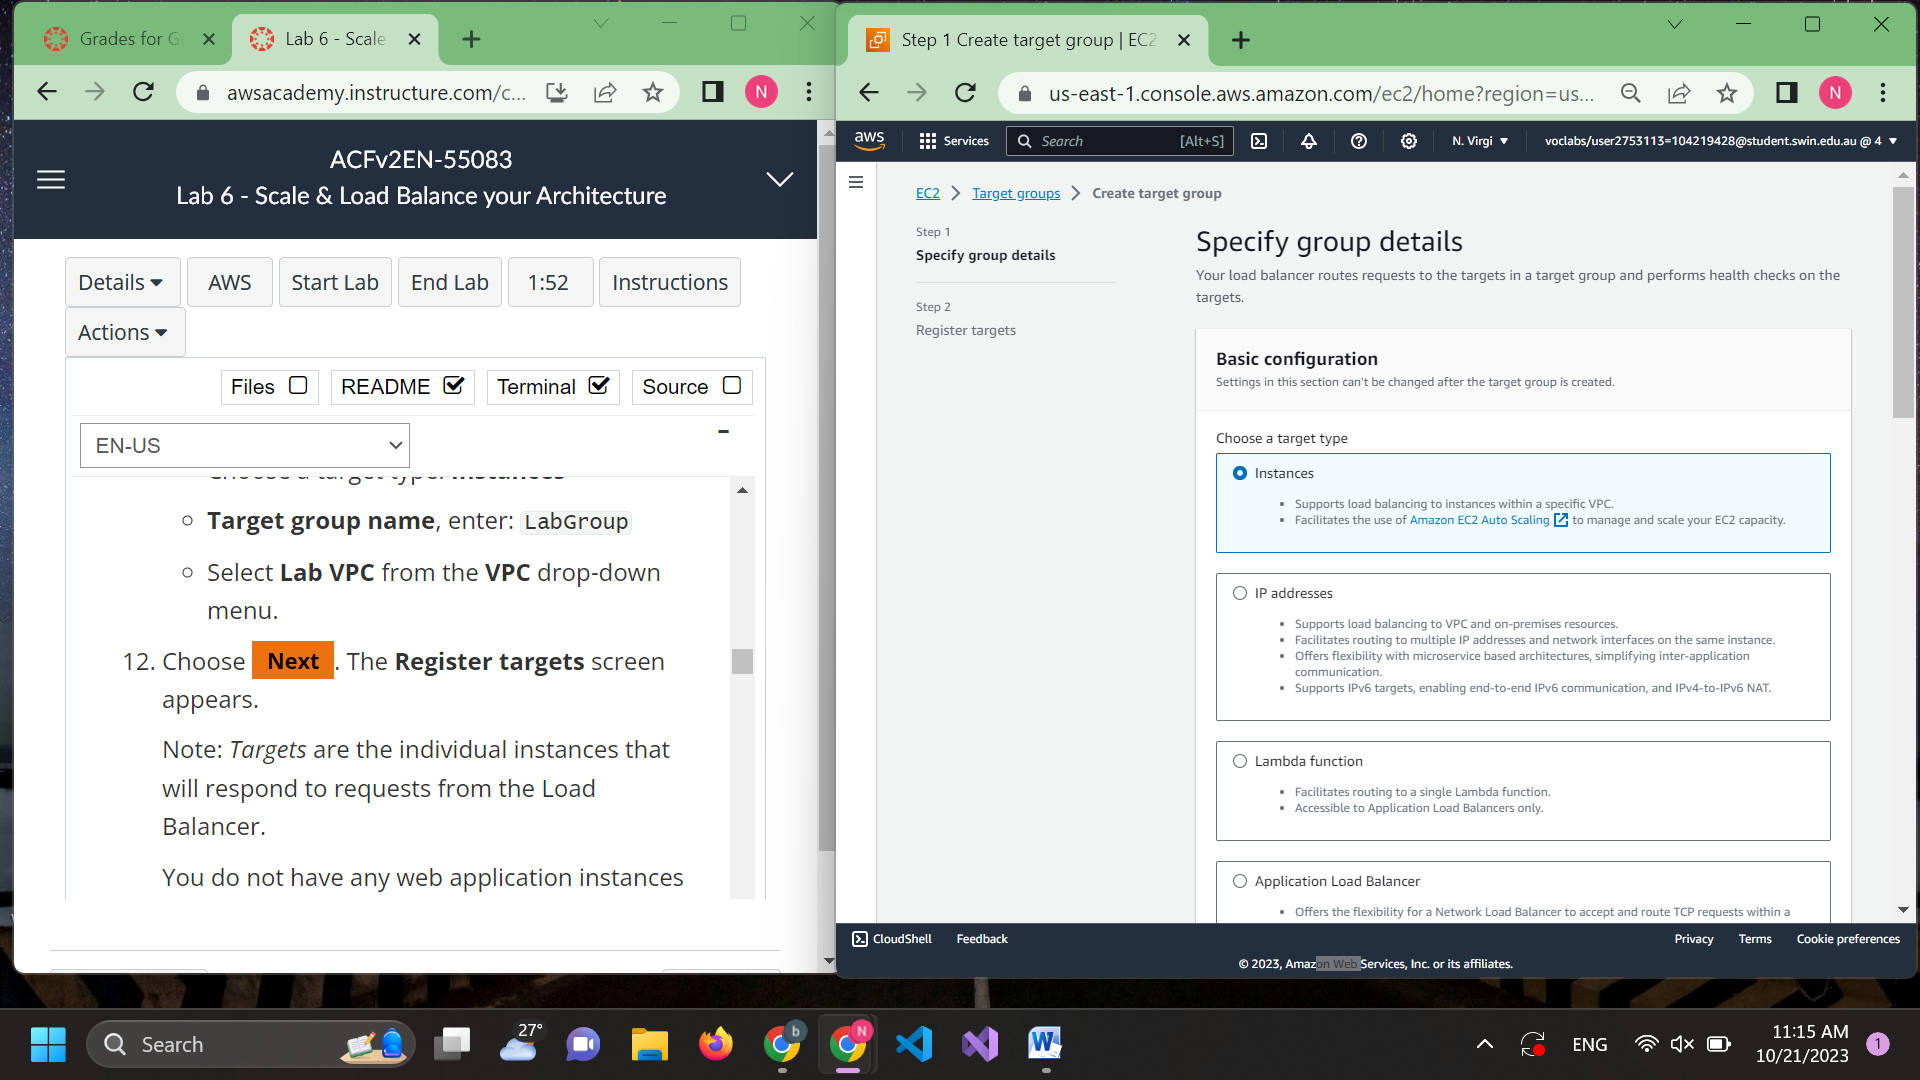 Grades for Gi
Lab 6 - Scale
awsacademy.instructure.com/c...
N
ACFv2EN-55083
Lab 6 - Scale & Load Balance your Architecture
Details
AWS
Start Lab
End Lab
1:52
Instructions
Actions
Files
README
Terminal
Source
EN-US
Choose a target type: Instances
Target group name, enter: LabGroup
Select Lab VPC from the VPC drop-down
menu.
12. Choose Next . The Register targets screen
appears.
Note: Targets are the individual instances that
will respond to requests from the Load
Balancer.
You do not have any web application instances
Step 1 Create target group | EC2
us-east-1.console.aws.amazon.com/ec2/home?region=us...
N
aws
Services
Search
[Alt+S]
N. Virgi
voclabs/user2753113=104219428@student.swin.edu.au @ 4
EC2
Target groups
Create target group
Step 1
Specify group details
Step 2
Register targets
Specify group details
Your load balancer routes requests to the targets in a target group and performs health checks on the
targets.
Basic configuration
Settings in this section can't be changed after the target group is created.
Choose a target type
Instances
Supports load balancing to instances within a specific VPC.
Facilitates the use of Amazon EC2 Auto Scaling to manage and scale your EC2 capacity.
IP addresses
Supports load balancing to VPC and on-premises resources.
Facilitates routing to multiple IP addresses and network interfaces on the same instance.
Offers flexibility with microservice based architectures, simplifying inter-application
communication.
Supports IPv6 targets, enabling end-to-end IPv6 communication, and IPv4-to-IPv6 NAT.
Lambda function
Facilitates routing to a single Lambda function.
Accessible to Application Load Balancers only.
Application Load Balancer
Offers the flexibility for a Network Load Balancer to accept and route TCP requests within a
CloudShell
Feedback
Privacy
Terms
Cookie preferences
© 2023, Amazon Web Services, Inc. or its affiliates.
Search
27°
b
N
W
ENG
11:15 AM
10/21/2023
1